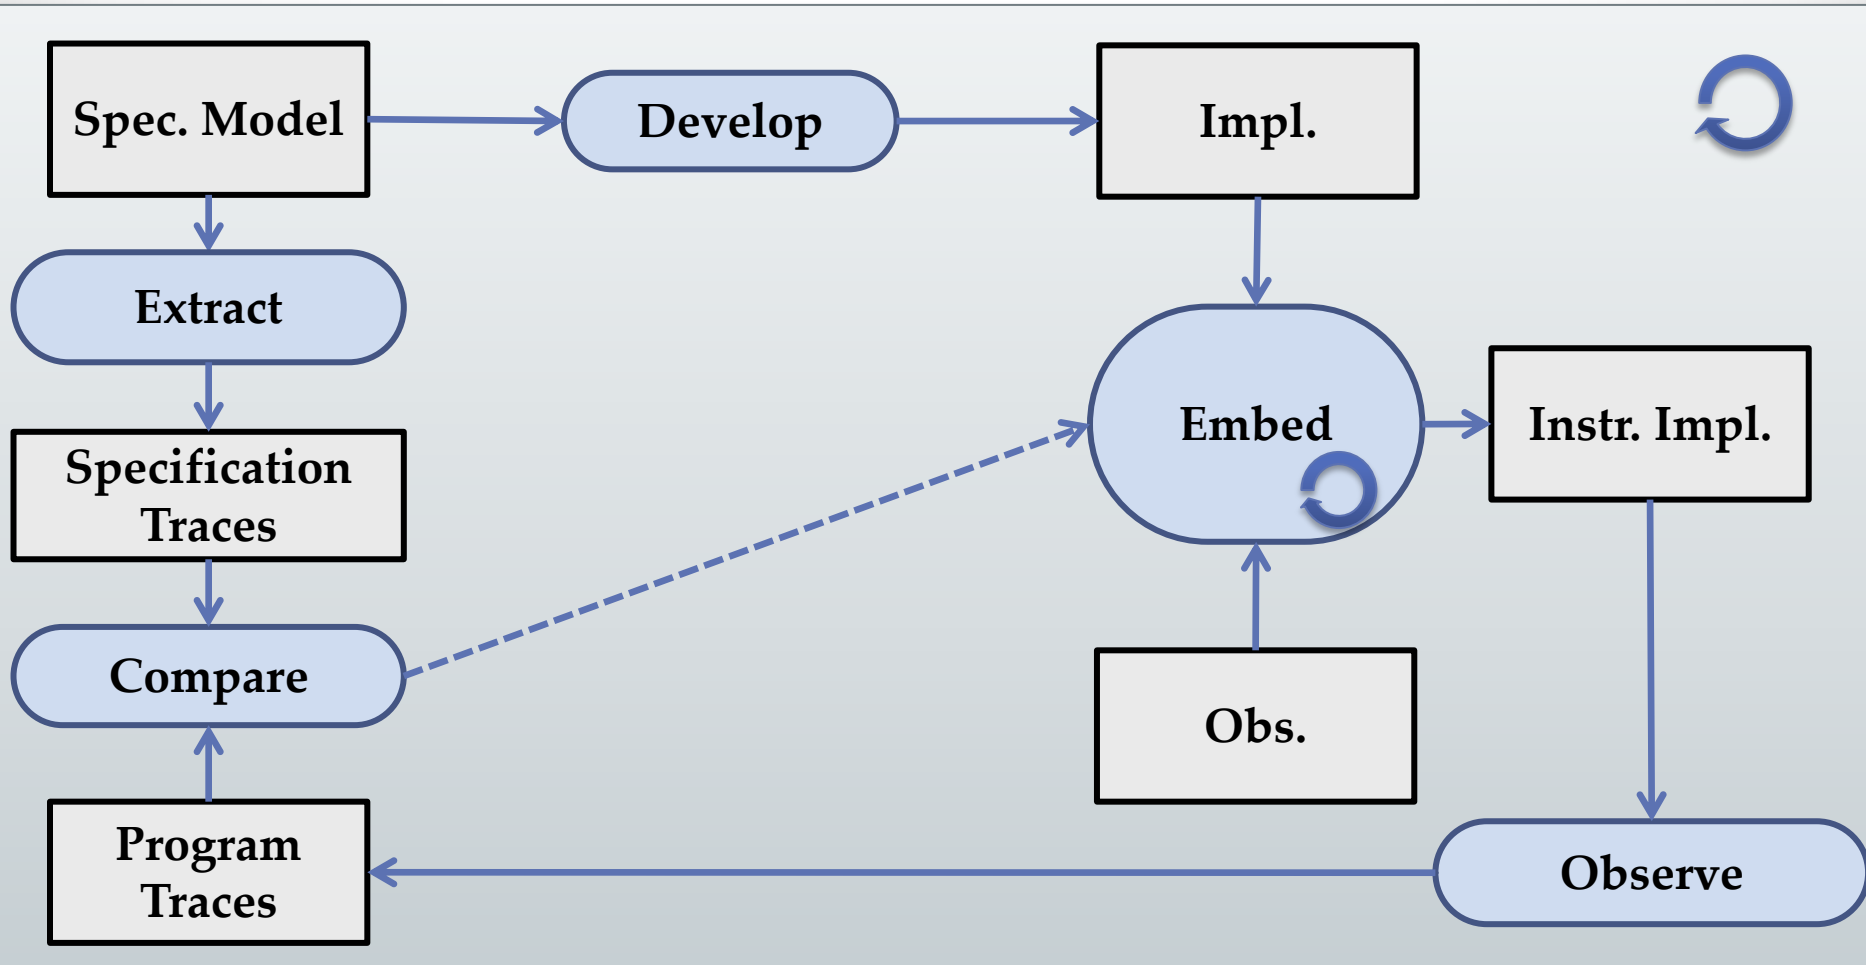 Spec. Model
Develop
Impl.
Extract
Specification
Traces
Embed
Instr. Impl.
Compare
Obs.
Program
Traces
Observe